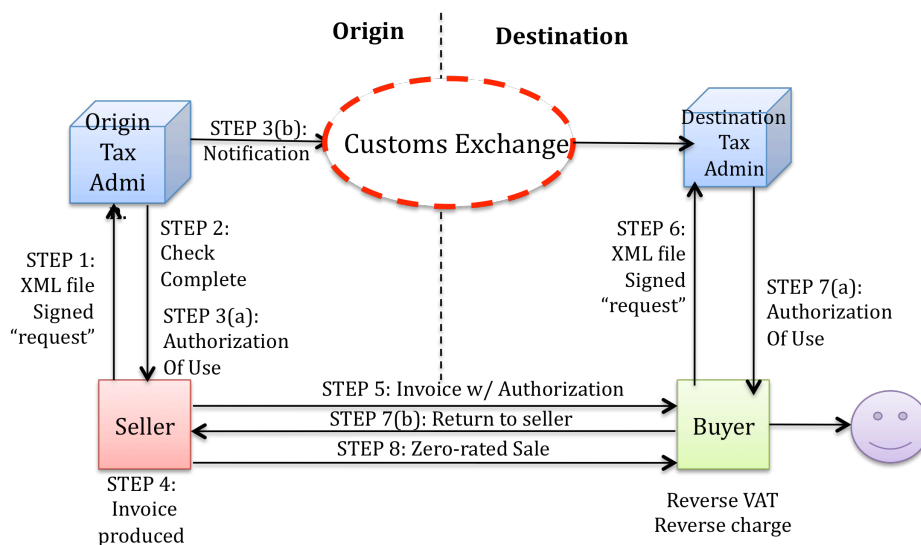 Origin
Destination
Origin
Tax
Admi
n.
STEP 3(b):
Notification
Customs Exchange
Destination
Tax
Admin
STEP 1:
XML file
Signed
“request”
STEP 2:
Check
Complete
STEP 3(a):
Authorization
Of Use
STEP 6:
XML file
Signed
“request”
STEP 7(a):
Authorization
Of Use
Seller
STEP 5: Invoice w/ Authorization
STEP 7(b): Return to seller
STEP 8: Zero-rated Sale
Buyer
STEP 4:
Invoice
produced
Reverse VAT
Reverse charge